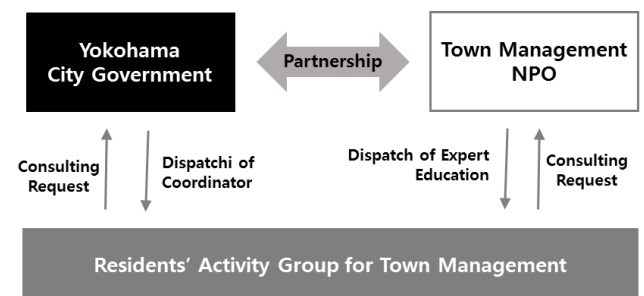 Yokohama
City Government
Partnership
Town Management
NPO
Consulting
Request
Dispatchi of
Coordinator
Dispatch of Expert
Education
Consulting
Request
Residents’ Activity Group for Town Management